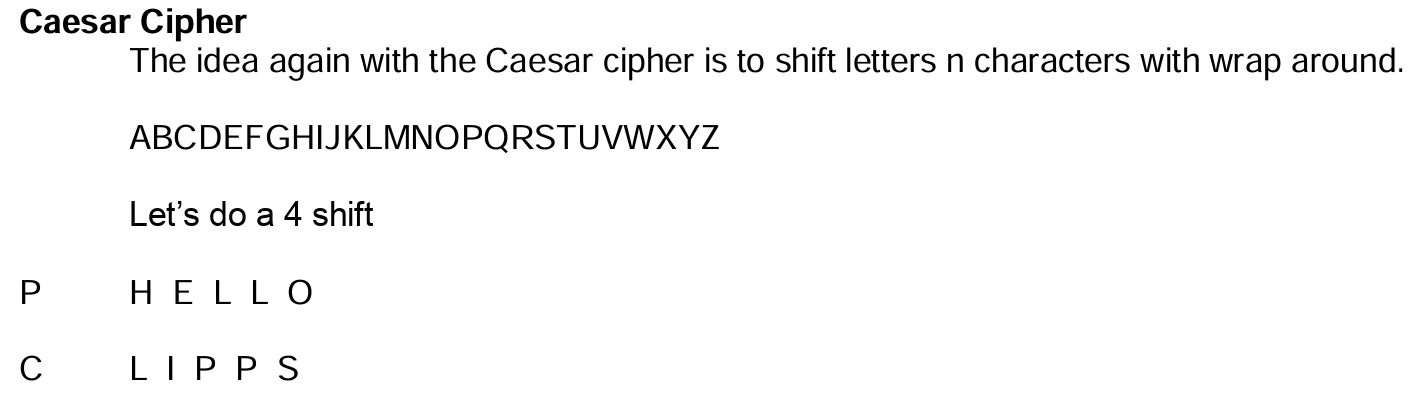 Caesar Cipher
The idea again with the Caesar cipher is to shift letters n characters with wrap around.
ABCDEFGHIJKLMNOPQRSTUVWXYZ
Let’s do a 4 shift
P H E L L O
C L I P P S